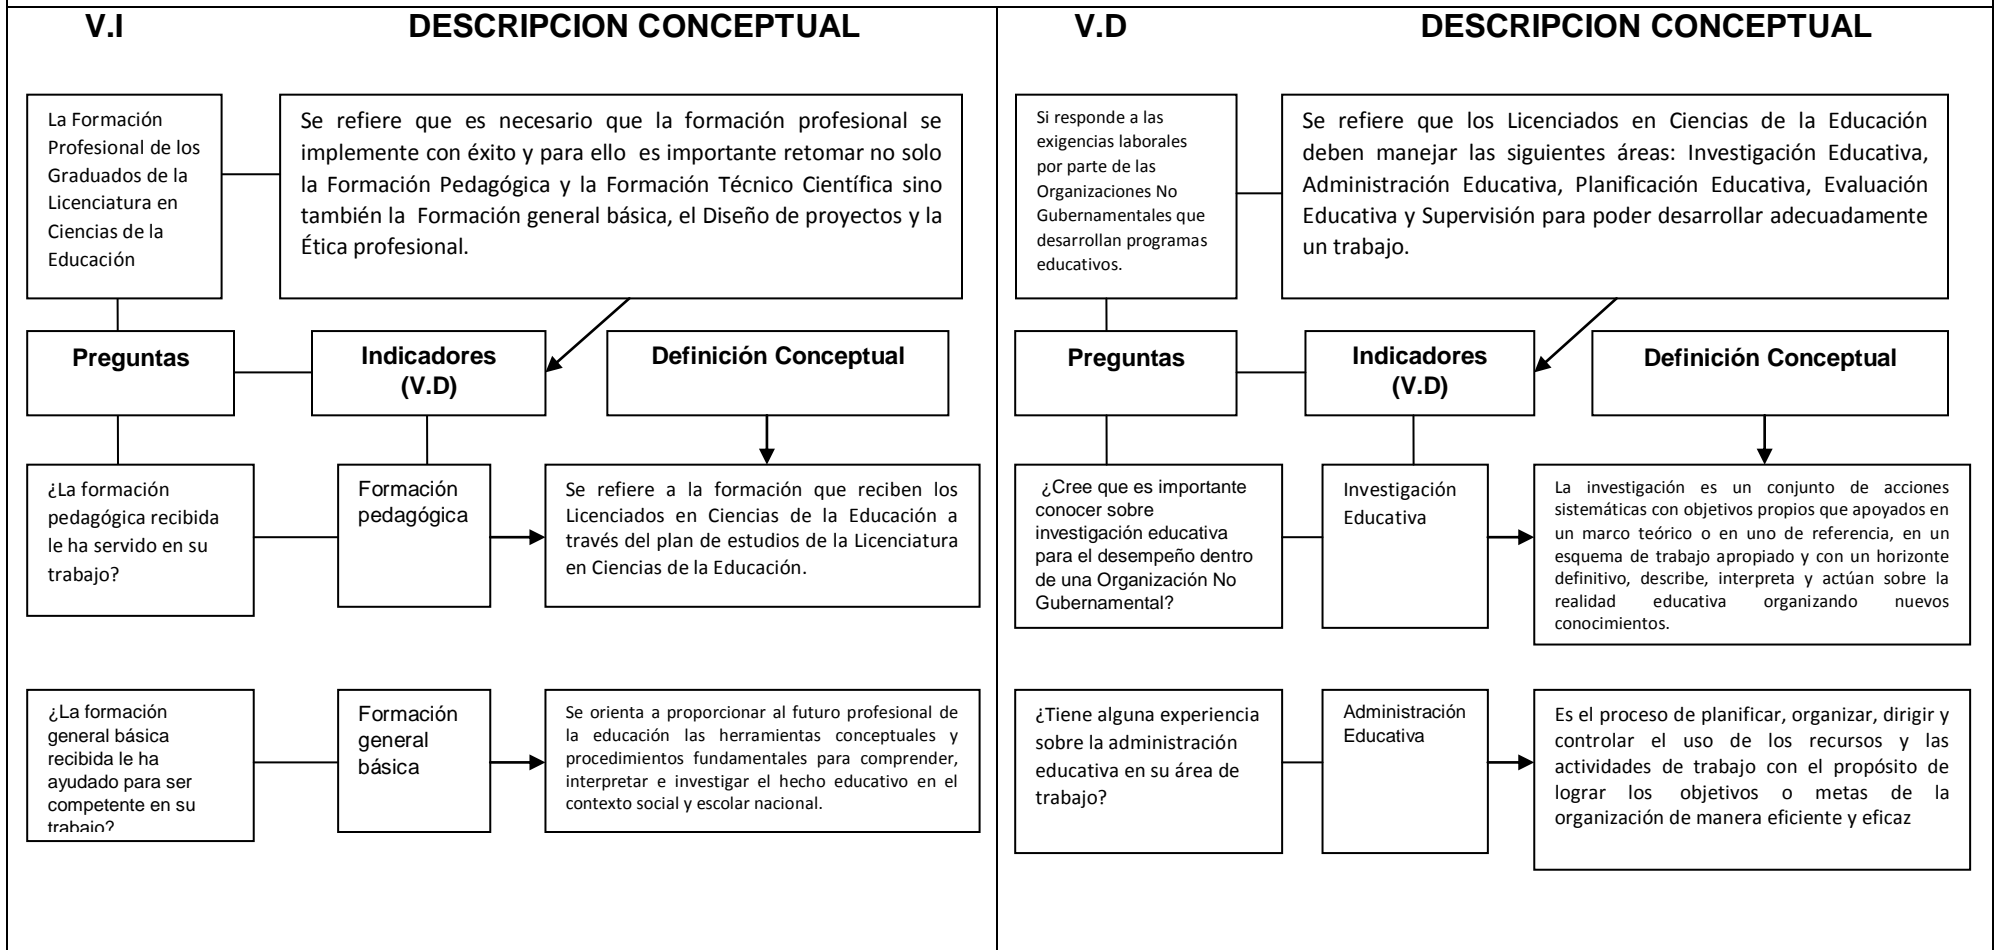 V.I DESCRIPCION CONCEPTUAL
La Formación
Profesional de los
Graduados de la
Licenciatura en
Ciencias de la
Educación
Se refiere que es necesario que la formación profesional se
implemente con éxito y para ello es importante retomar no solo
la Formación Pedagógica y la Formación Técnico Científica sino
también la Formación general básica, el Diseño de proyectos y la
Ética profesional.
Preguntas
Indicadores
(V.D)
Definición Conceptual
¿La formación
pedagógica recibida
le ha servido en su
trabajo?
Formación
pedagógica
Se refiere a la formación que reciben los
Licenciados en Ciencias de la Educación a
través del plan de estudios de la Licenciatura
en Ciencias de la Educación.
¿La formación
general básica
recibida le ha
ayudado para ser
competente en su
trabajo?
Formación
general
básica
Se orienta a proporcionar al futuro profesional de
la educación las herramientas conceptuales y
procedimientos fundamentales para comprender,
interpretar e investigar el hecho educativo en el
contexto social y escolar nacional.
V.D DESCRIPCION CONCEPTUAL
Si responde a las
exigencias laborales
por parte de las
Organizaciones No
Gubernamentales que
desarrollan programas
educativos.
Se refiere que los Licenciados en Ciencias de la Educación
deben manejar las siguientes áreas: Investigación Educativa,
Administración Educativa, Planificación Educativa, Evaluación
Educativa y Supervisión para poder desarrollar adecuadamente
un trabajo.
Preguntas
Indicadores
(V.D)
Definición Conceptual
¿Cree que es importante
conocer sobre
investigación educativa
para el desempeño dentro
de una Organización No
Gubernamental?
Investigación
Educativa
La investigación es un conjunto de acciones
sistemáticas con objetivos propios que apoyados en
un marco teórico o en uno de referencia, en un
esquema de trabajo apropiado y con un horizonte
definitivo, describe, interpreta y actúan sobre la
realidad educativa organizando nuevos
conocimientos.
¿Tiene alguna experiencia
sobre la administración
educativa en su área de
trabajo?
Administración
Educativa
Es el proceso de planificar, organizar, dirigir y
controlar el uso de los recursos y las
actividades de trabajo con el propósito de
lograr los objetivos o metas de la
organización de manera eficiente y eficaz